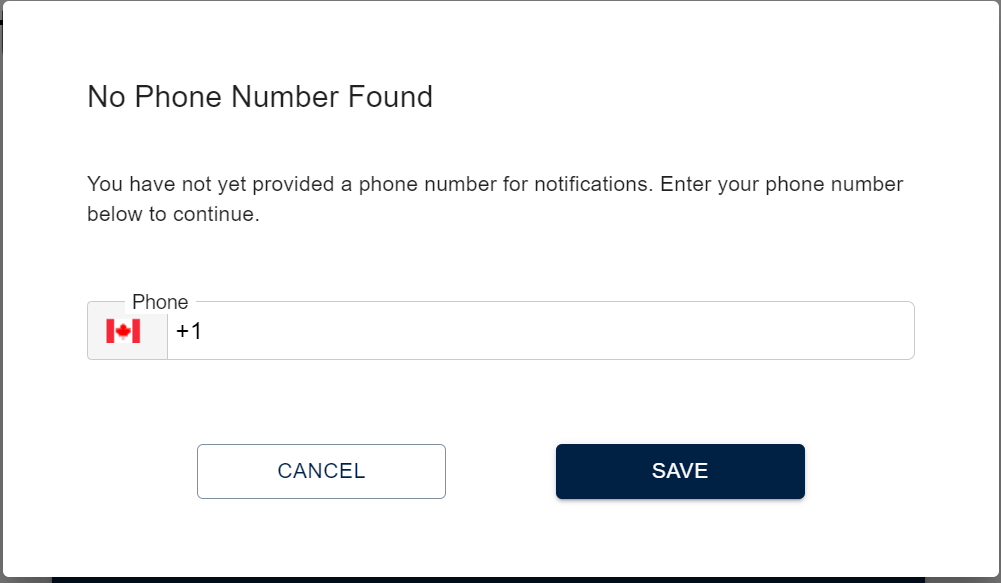 No Phone Number Found
You have not yet provided a phone number for notifications. Enter your phone number
below to continue.
Phone
+1
CANCEL
SAVE